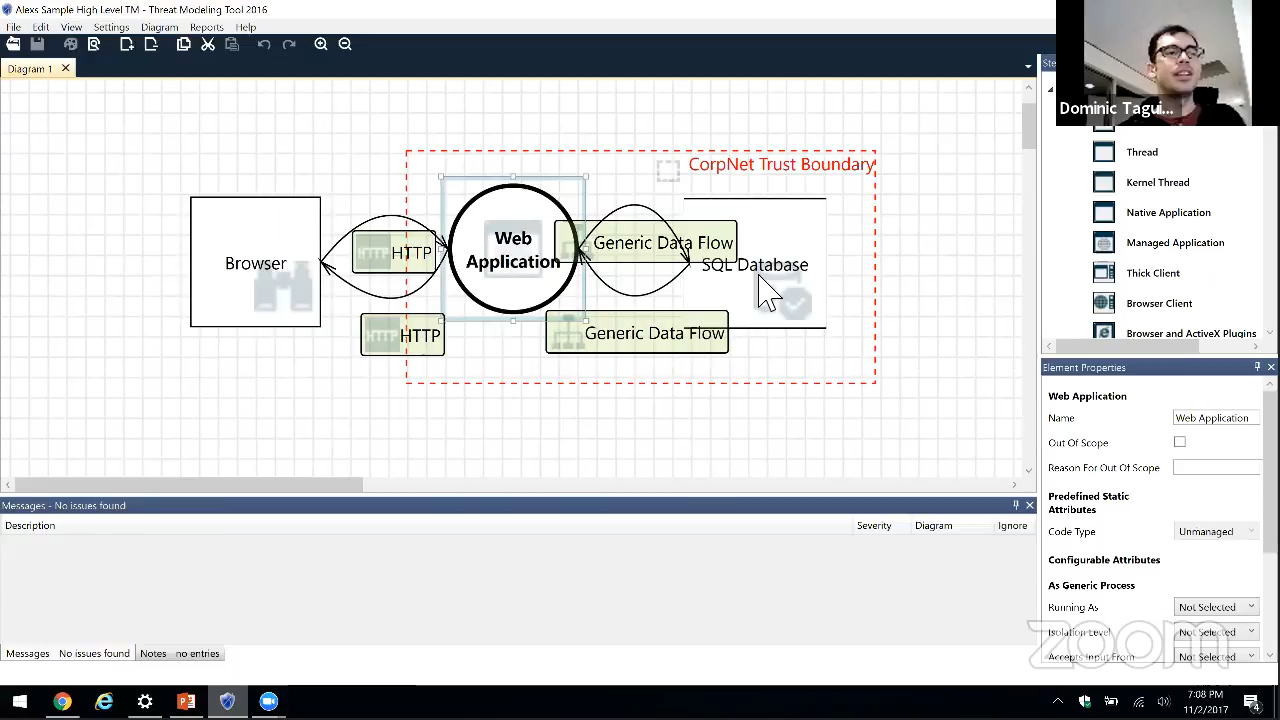 Alexs Sample High Level TM - Threat Modeling Tool 2016
File Edit View Settings Diagram Reports Help
Diagram 1
Dominic Tagui...
Ste
CorpNet Trust Boundary
Browser
HTTP
HTTP
Web
Application
Generic Data Flow
SQL Database
Generic Data Flow
Thread
Kernel Thread
Native Application
Managed Application
Thick Client
Browser Client
Browser and ActiveX Plugins
Element Properties
Web Application
Name Web Application
Out Of Scope
Reason For Out Of Scope
Predefined Static
Attributes
Code Type Unmanaged
Configurable Attributes
As Generic Process
Running As Not Selected
Isolation Level Not Selected
Accepts Input From Not Selected
Messages - No issues found
Description Severity Diagram Ignore
Messages No issues found Notes no entries
zoom
7:08 PM
11/2/2017